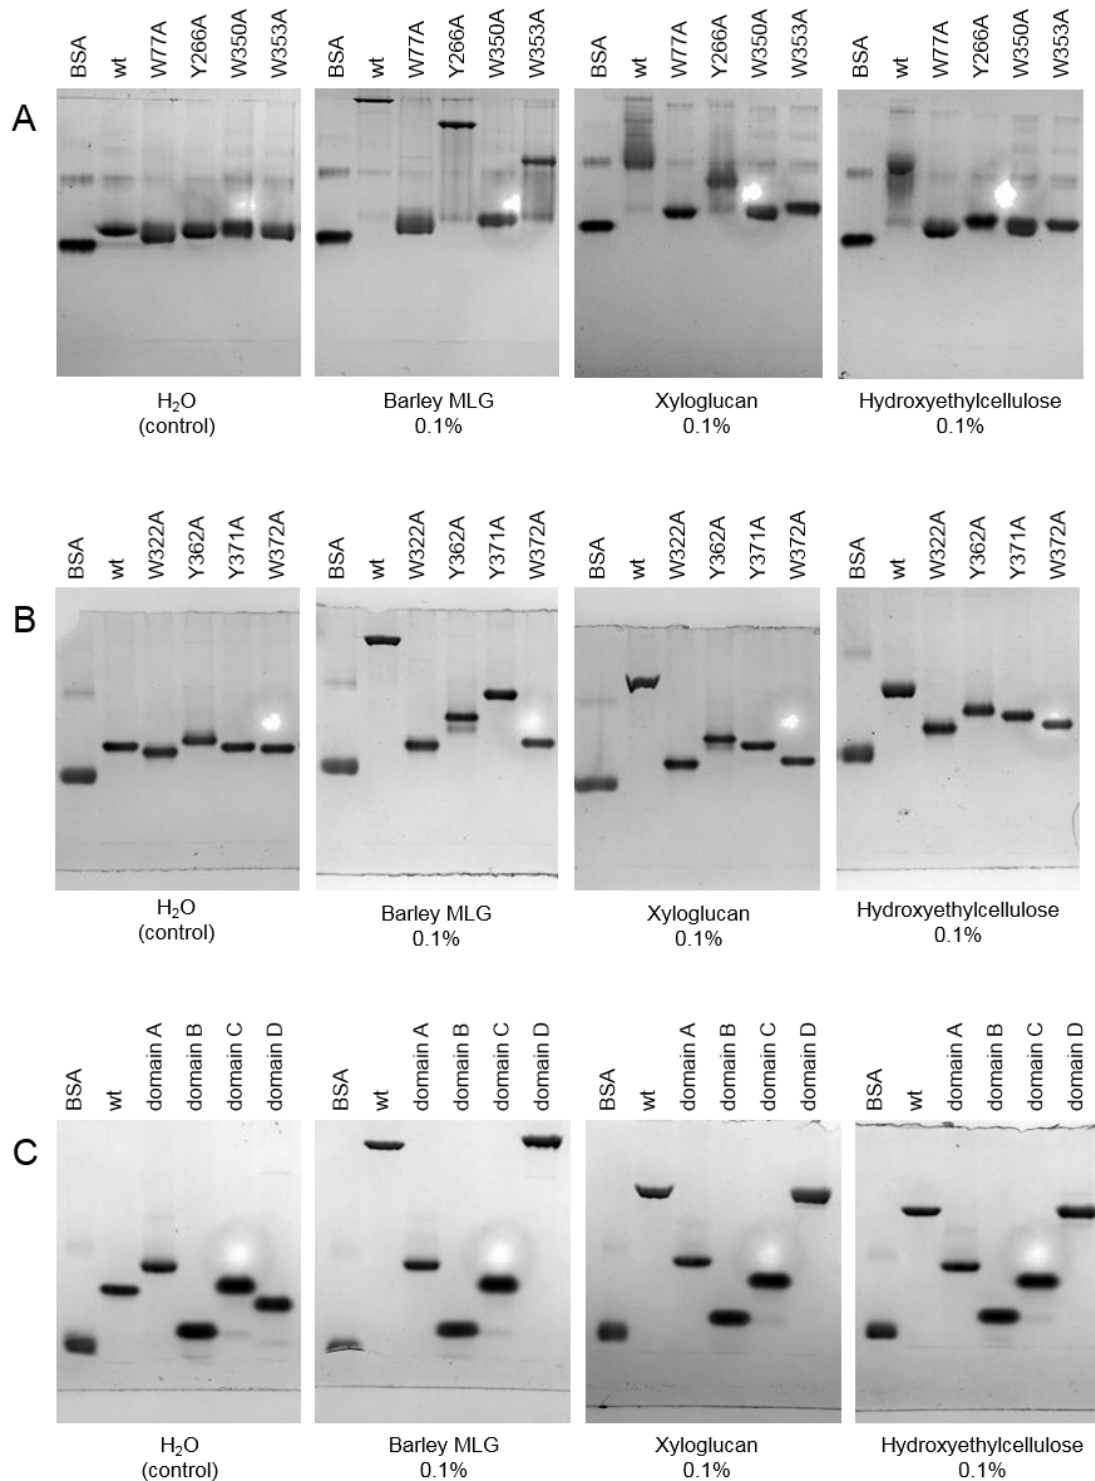 A
BSA wt W77A Y266A W350A W353A
BSA wt W77A Y266A W350A W353A
BSA wt W77A Y266A W350A W353A
BSA wt W77A Y266A W350A W353A
H₂O
(control)
Barley MLG
0.1%
Xyloglucan
0.1%
Hydroxyethylcellulose
0.1%
B
BSA wt W322A Y362A Y371A W372A
BSA wt W322A Y362A Y371A W372A
BSA wt W322A Y362A Y371A W372A
BSA wt W322A Y362A Y371A W372A
H₂O
(control)
Barley MLG
0.1%
Xyloglucan
0.1%
Hydroxyethylcellulose
0.1%
C
BSA wt domain A domain B domain C domain D
BSA wt domain A domain B domain C domain D
BSA wt domain A domain B domain C domain D
BSA wt domain A domain B domain C domain D
H₂O
(control)
Barley MLG
0.1%
Xyloglucan
0.1%
Hydroxyethylcellulose
0.1%